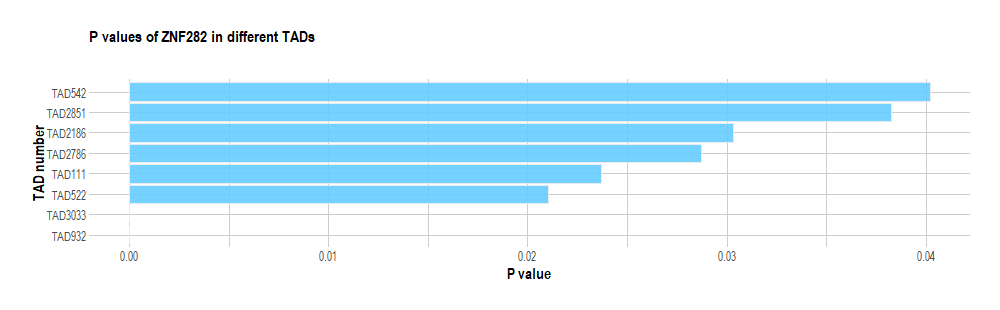 P values of ZNF282 in different TADs
TAD number
TAD542
TAD2851
TAD2186
TAD2786
TAD111
TAD522
TAD3033
TAD932
0.00 0.01 0.02 0.03 0.04
P value